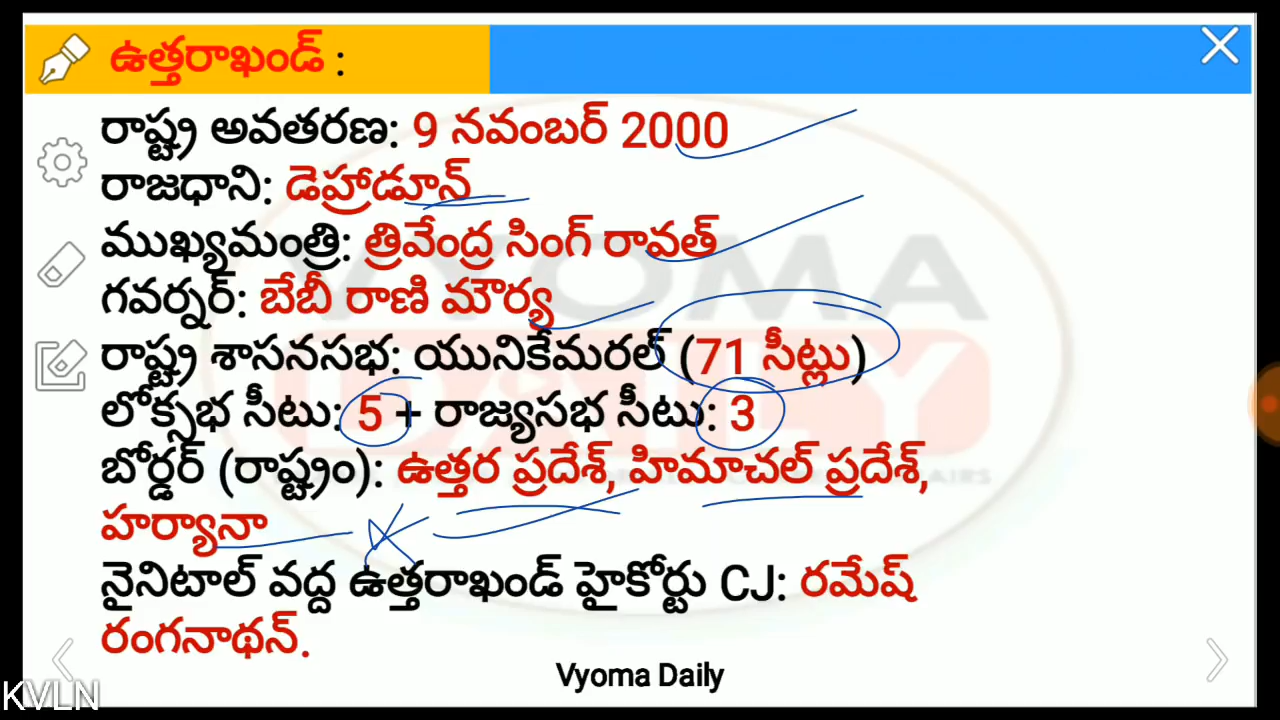 ఉత్తరాఖండ్ :
రాష్ట్ర అవతరణ: 9 నవంబర్ 2000
రాజధాని: డెహ్రాడూన్
ముఖ్యమంత్రి: త్రివేంద్ర సింగ్ రావత్
గవర్నర్: బేబీ రాణి మౌర్య
రాష్ట్ర శాసనసభ: యునికేమరల్ (71 సీట్లు)
లోక్సభ సీటు: 5 + రాజ్యసభ సీటు: 3
బోర్డర్ (రాష్ట్రం): ఉత్తర ప్రదేశ్, హిమాచల్ ప్రదేశ్,
హర్యానా
నైనిటాల్ వద్ద ఉత్తరాఖండ్ హైకోర్టు CJ: రమేష్
రంగనాథన్.
Vyoma Daily
KVLN